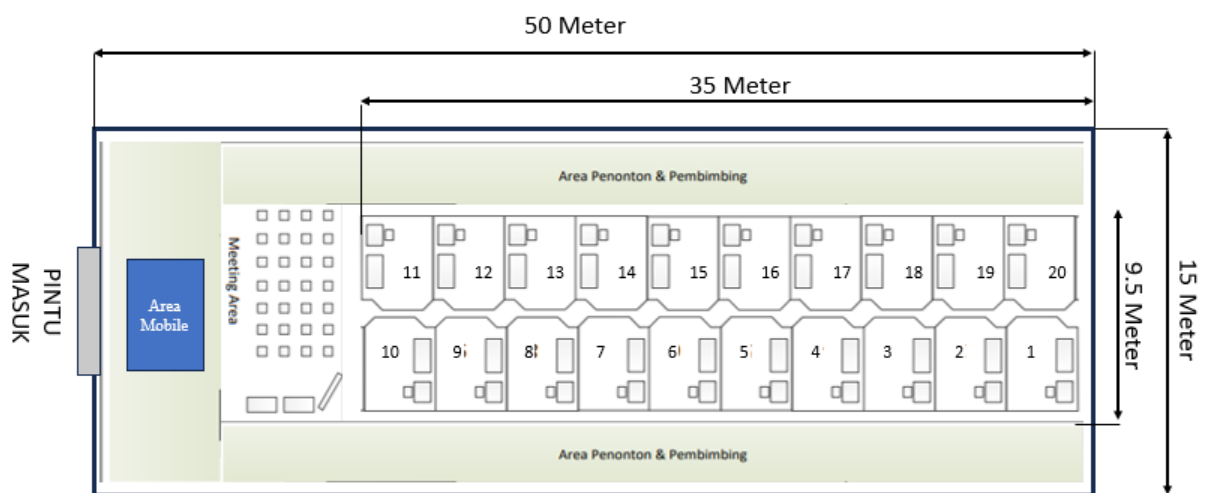 50 Meter
35 Meter
Area Penonton & Pembimbing
PINTU
MASUK
Area
Mobile
Meeting Area
11 12 13 14 15 16 17 18 19 20
10 9 8 7 6 5 4 3 2 1
9.5 Meter
15 Meter
Area Penonton & Pembimbing